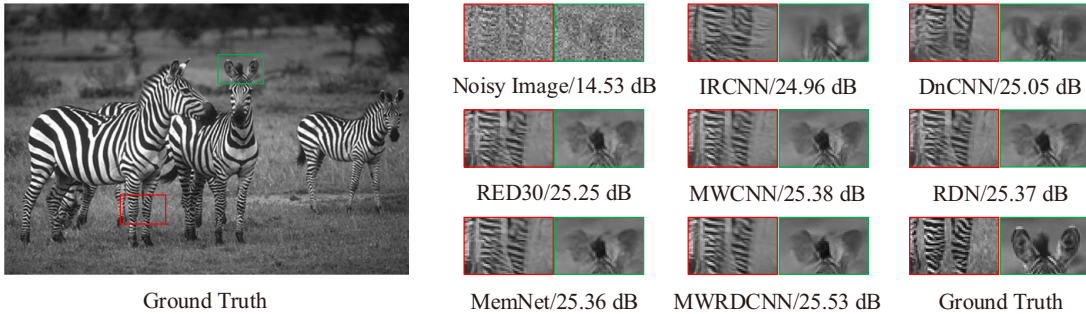 Noisy Image/14.53 dB
IRCNN/24.96 dB
DnCNN/25.05 dB
RED30/25.25 dB
MWCNN/25.38 dB
RDN/25.37 dB
Ground Truth
MemNet/25.36 dB
MWRDCNN/25.53 dB
Ground Truth